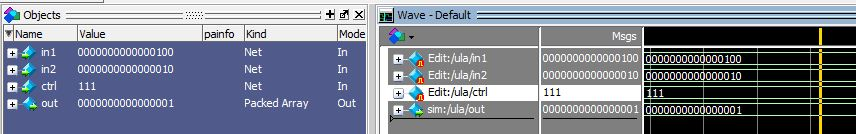 Objects
Name Value painfo Kind Mode
in1 0000000000000100 Net In
in2 0000000000000010 Net In
ctrl 111 Net In
out 0000000000000001 Packed Array Out
Wave - Default
Msgs
Edit:/ula/in1 0000000000000100 0000000000000100
Edit:/ula/in2 0000000000000010 0000000000000010
Edit:/ula/ctrl 111 111
sim:/ula/out 0000000000000001 0000000000000001